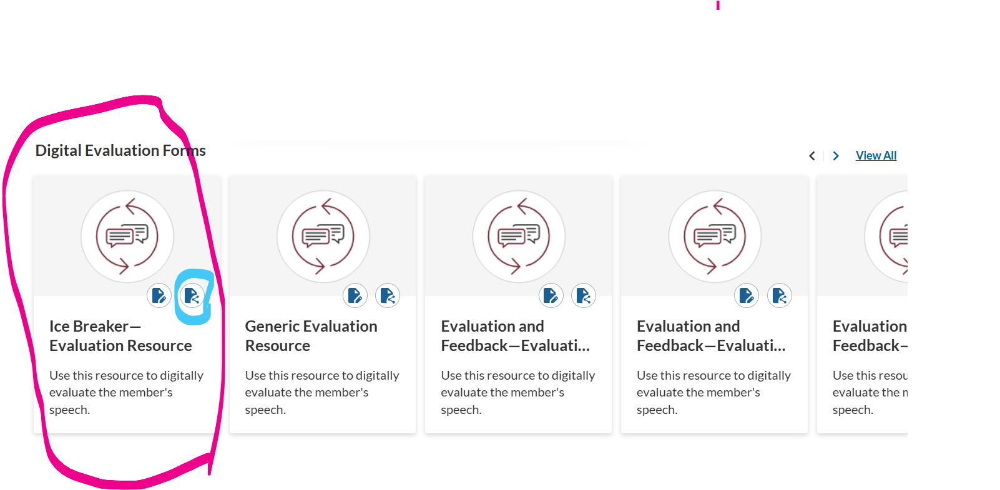 Digital Evaluation Forms
View All
Ice Breaker—
Evaluation Resource
Use this resource to digitally
evaluate the member's
speech.
Generic Evaluation
Resource
Use this resource to digitally
evaluate the member's
speech.
Evaluation and
Feedback—Evaluati...
Use this resource to digitally
evaluate the member's
speech.
Evaluation and
Feedback—Evaluati...
Use this resource to digitally
evaluate the member's
speech.
Evaluation
Feedback—
Use this
evaluate the
speech.